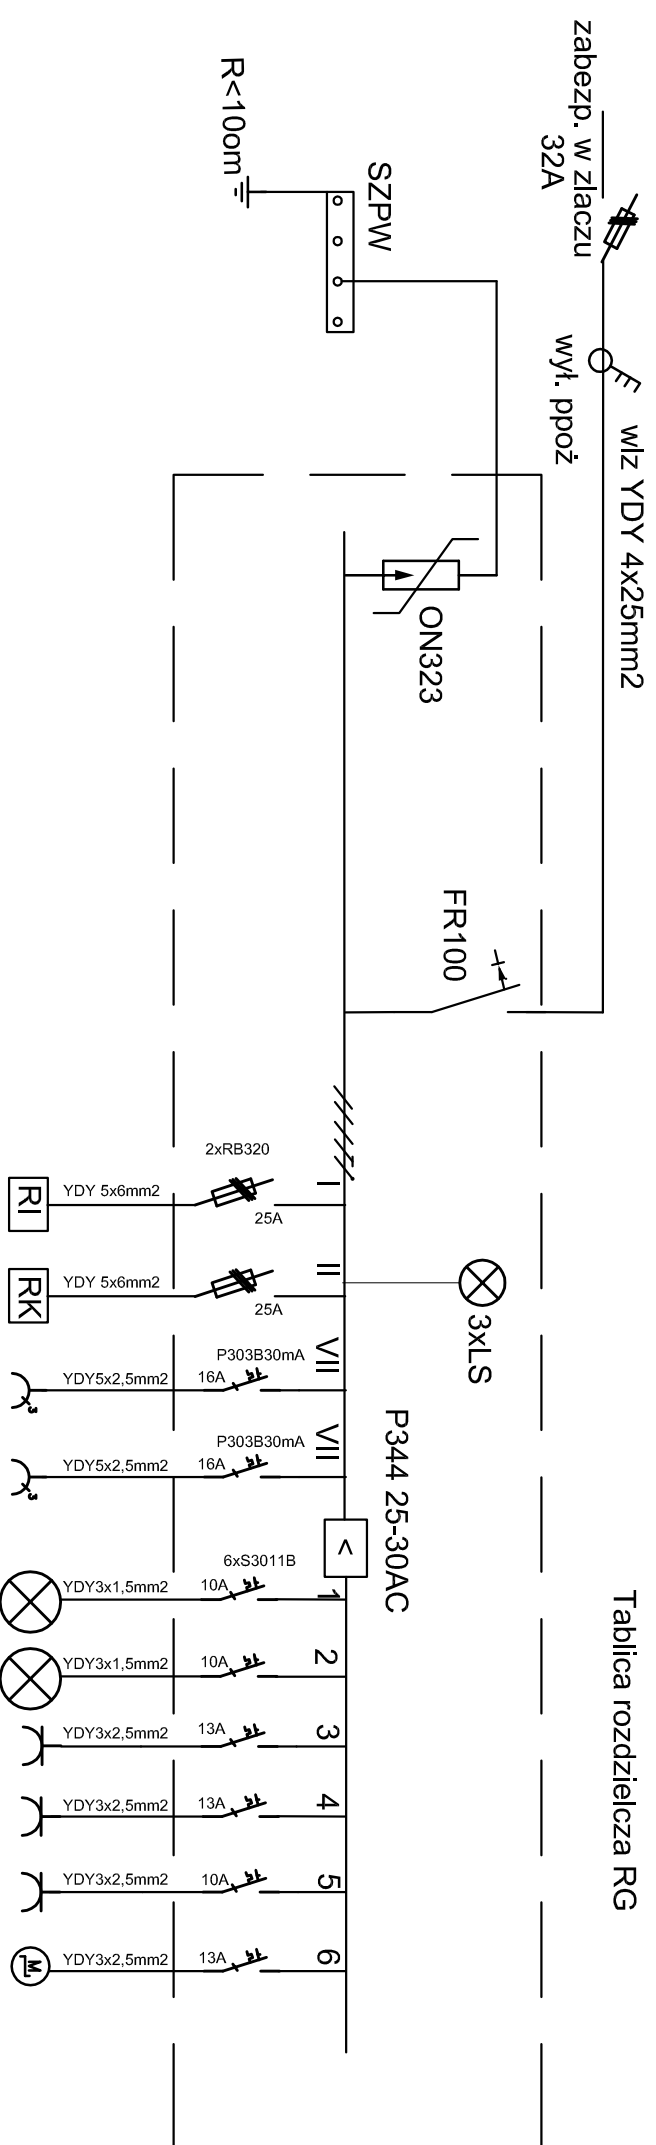 zabezp. w zlaczu
32A
wył. ppoż
wlz YDY 4x25mm2
R<10om
SZPW
ON323
FR100
Tablica rozdzielcza RG
3xLS
P344 25-30AC
<
I
2xRB320
25A
YDY 5x6mm2
RI
II
25A
YDY 5x6mm2
RK
VII
P303B30mA
16A
YDY5x2,5mm2
3
VII
P303B30mA
16A
YDY5x2,5mm2
3
1
6xS3011B
10A
YDY3x1,5mm2
2
10A
YDY3x1,5mm2
3
13A
YDY3x2,5mm2
4
13A
YDY3x2,5mm2
5
10A
YDY3x2,5mm2
6
13A
YDY3x2,5mm2
M